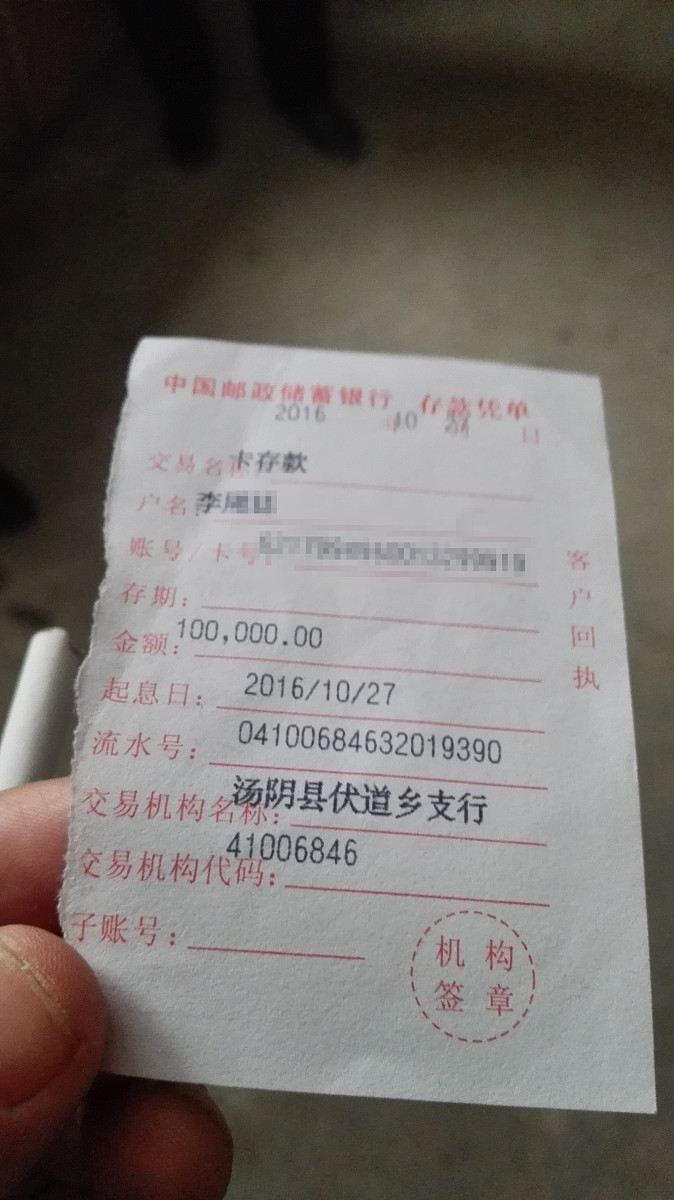 中国邮政储蓄银行 存款凭单
2016 年 10 月 27 日
交易名称 卡存款
户名 李
账号/卡号
存期:
金额: 100,000.00
起息日: 2016/10/27
流水号: 04100684632019390
交易机构名称: 汤阴县伏道乡支行
交易机构代码: 41006846
子账号:
机构
签章
客户回执